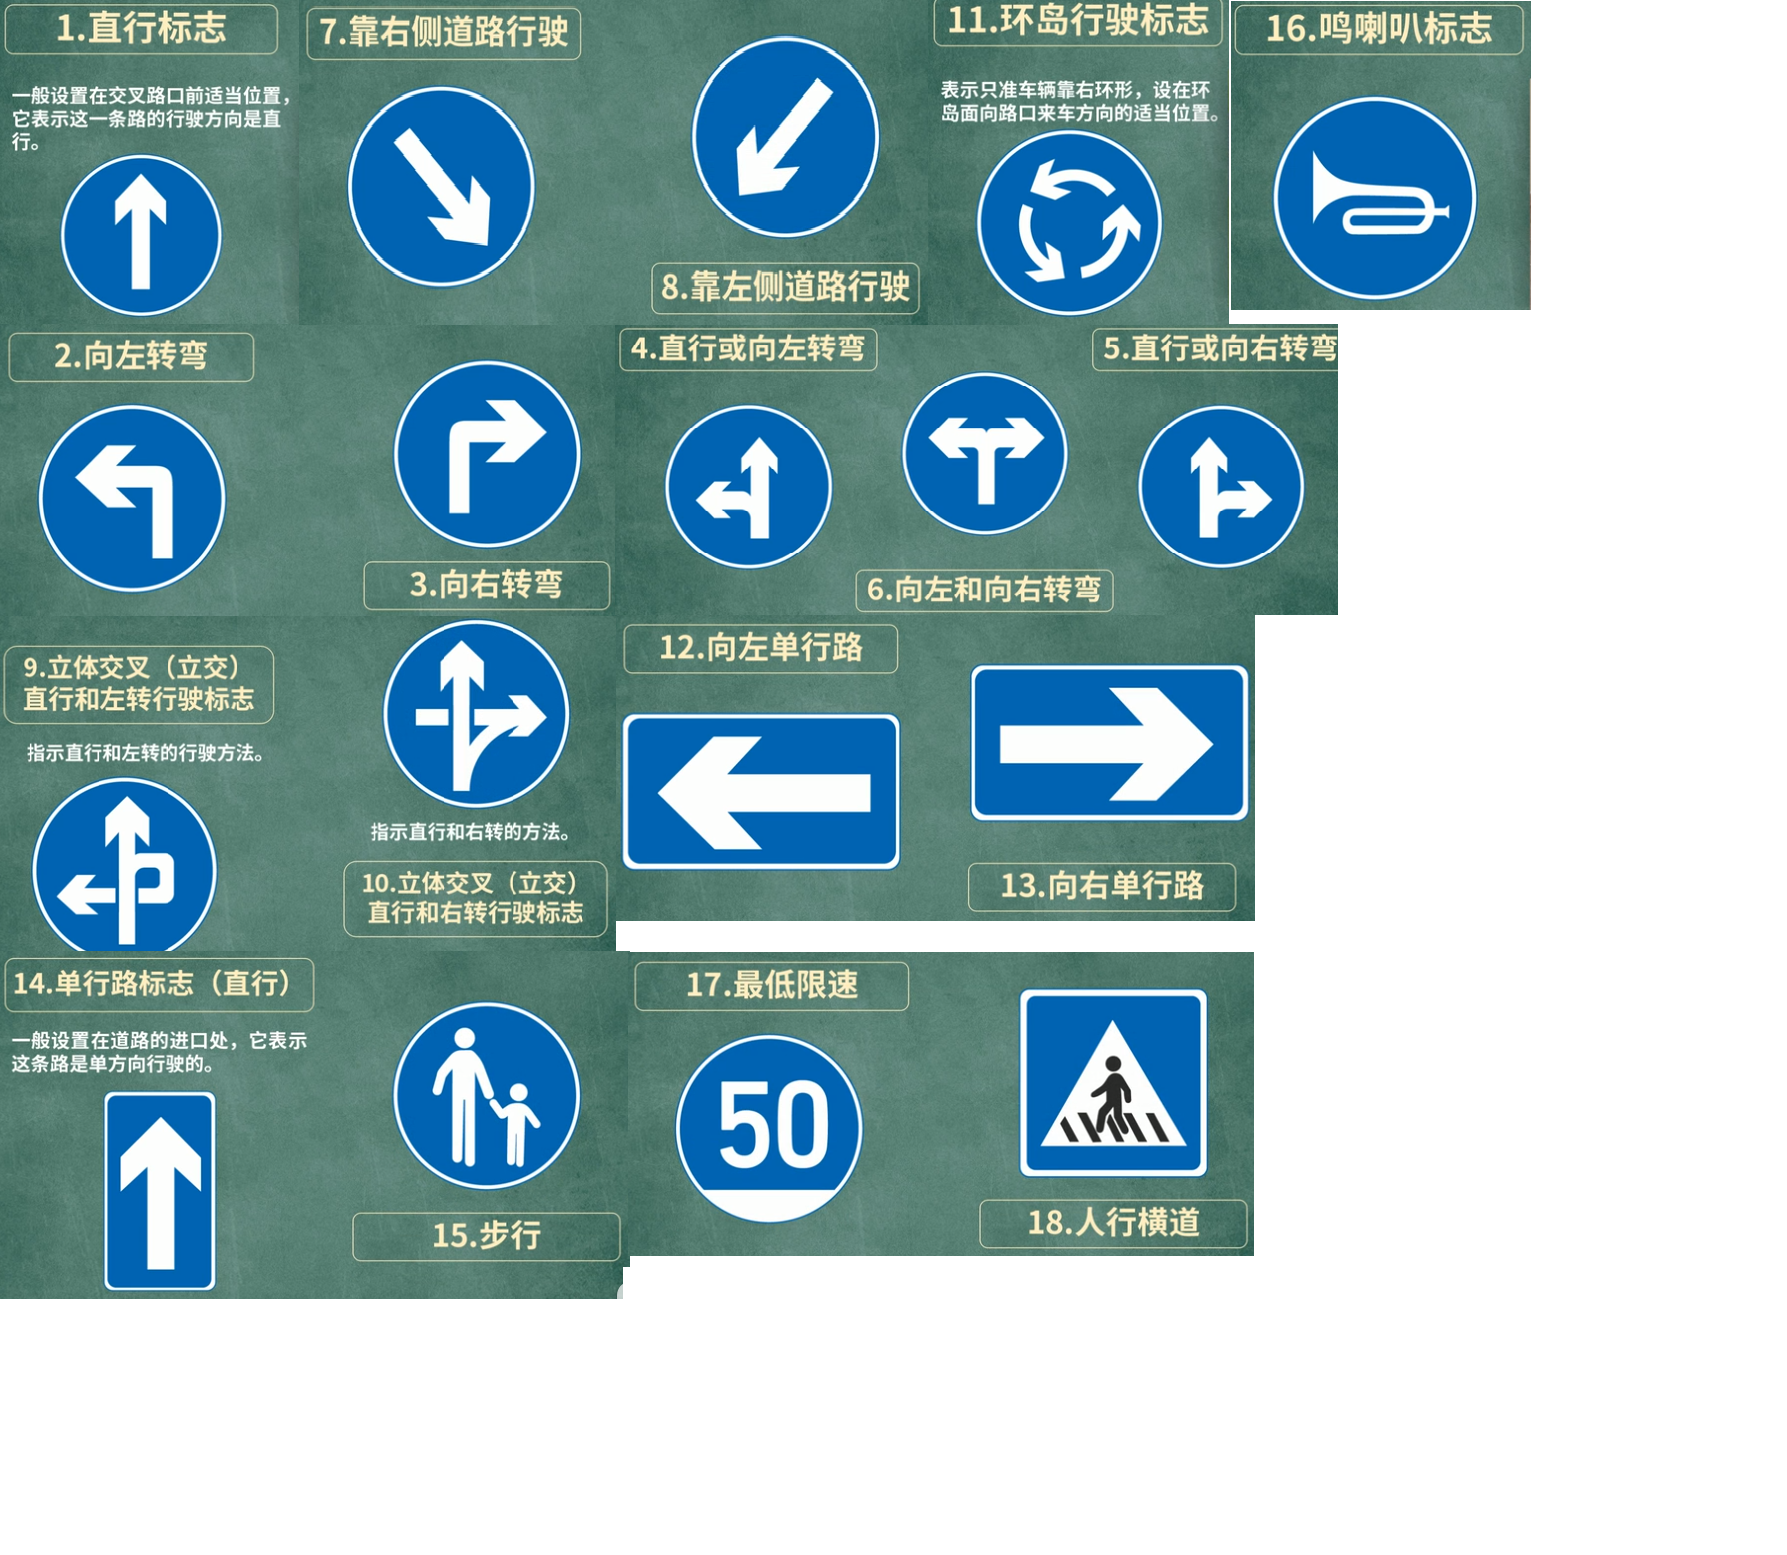 1.直行标志
一般设置在交叉路口前适当位置，
它表示这一条路的行驶方向是直
行。
7.靠右侧道路行驶
8.靠左侧道路行驶
11.环岛行驶标志
表示只准车辆靠右环形，设在环
岛面向路口来车方向的适当位置。
16.鸣喇叭标志
2.向左转弯
3.向右转弯
4.直行或向左转弯
5.直行或向右转弯
6.向左和向右转弯
9.立体交叉（立交）
直行和左转行驶标志
指示直行和左转的行驶方法。
指示直行和右转的方法。
10.立体交叉（立交）
直行和右转行驶标志
12.向左单行路
13.向右单行路
14.单行路标志（直行）
一般设置在道路的进口处，它表示
这条路是单方向行驶的。
15.步行
17.最低限速
50
18.人行横道